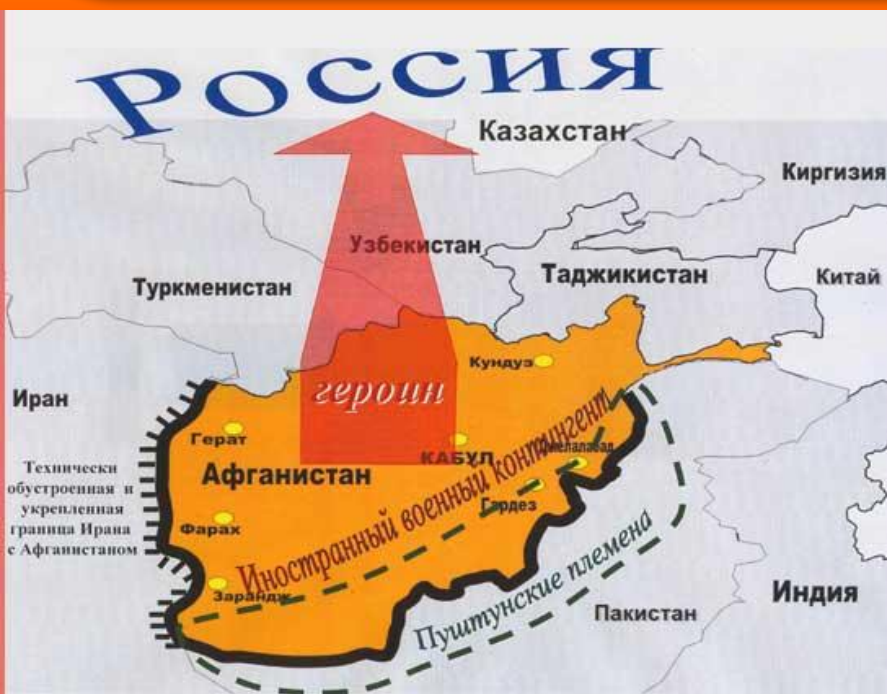 Россия
Казахстан
Киргизия
Узбекистан
Таджикистан
Китай
Туркменистан
Кундуз
героин
Иран
Герат
КАБУЛ
Афганистан
Технически
обустроенная и
укрепленная
граница Ирана
с Афганистаном
Гардез
Фарах
Иностранный военный контингент
Зарандж
Пуштунские племена
Пакистан
Индия